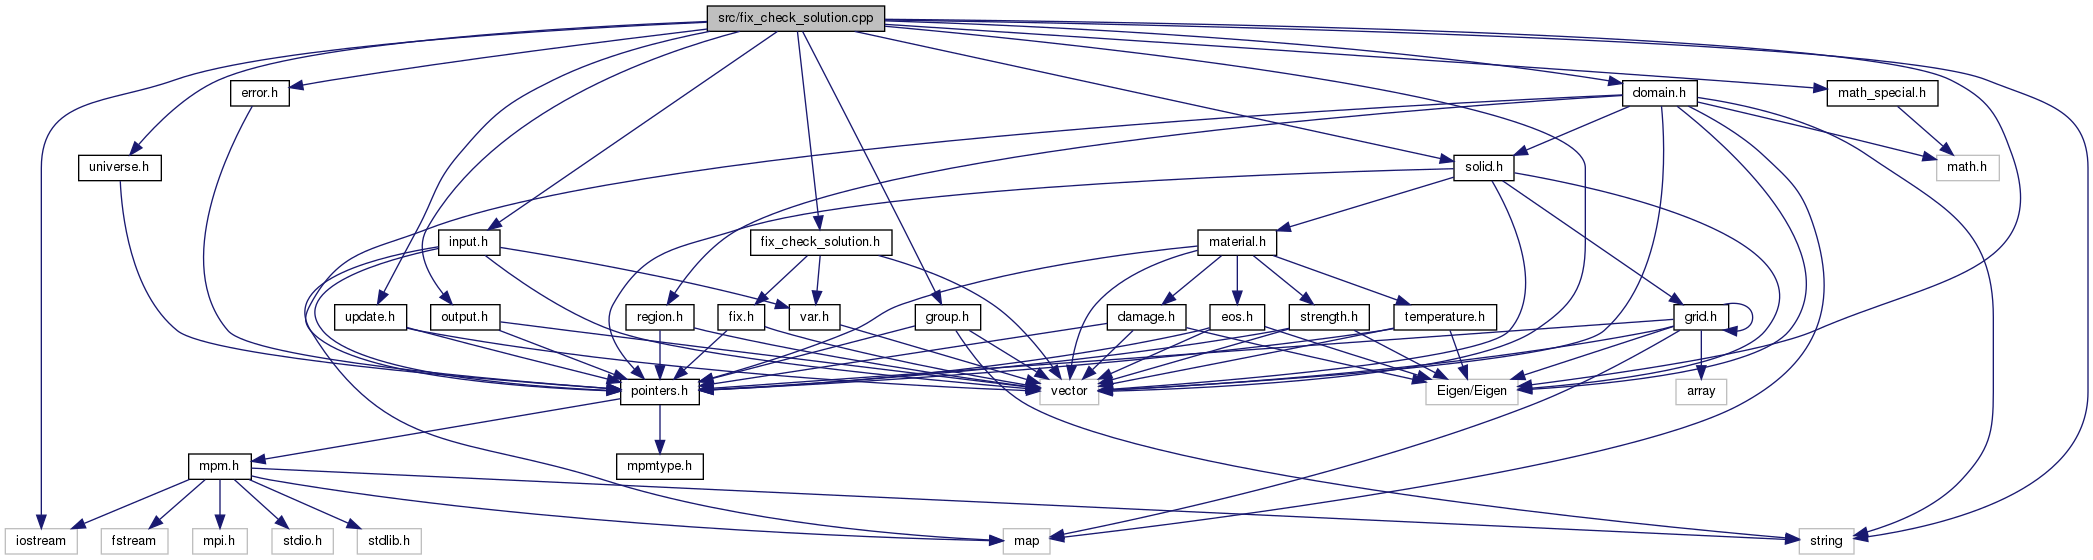 src/fix_check_solution.cpp
error.h
domain.h
math_special.h
universe.h
solid.h
math.h
input.h
fix_check_solution.h
material.h
update.h
output.h
region.h
fix.h
var.h
group.h
damage.h
eos.h
strength.h
temperature.h
grid.h
pointers.h
vector
Eigen/Eigen
array
mpm.h
mpmtype.h
iostream
fstream
mpi.h
stdio.h
stdlib.h
map
string